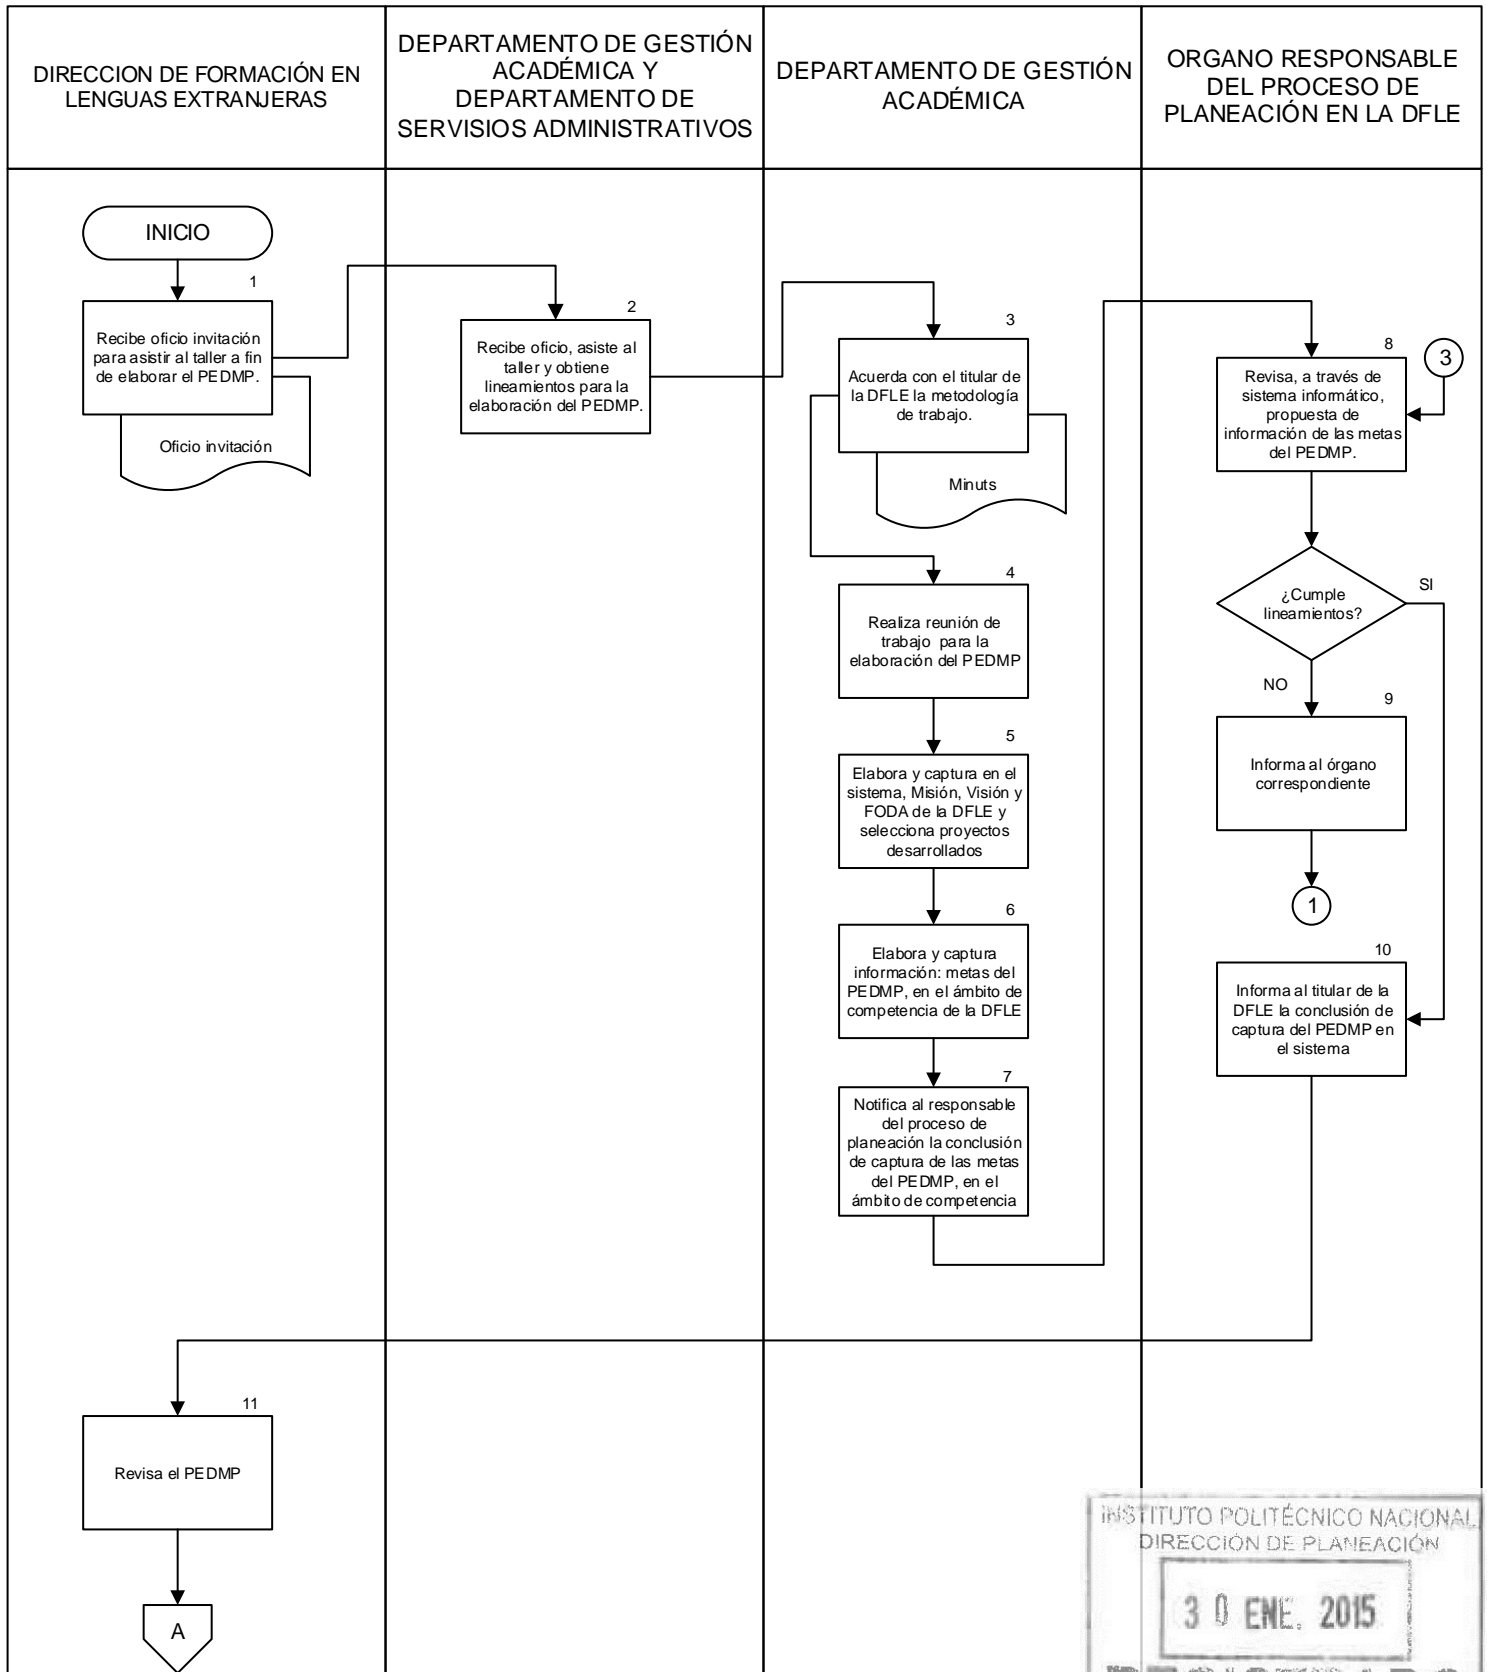 DIRECCION DE FORMACIÓN EN
LENGUAS EXTRANJERAS
DEPARTAMENTO DE GESTIÓN
ACADÉMICA Y
DEPARTAMENTO DE
SERVISIOS ADMINISTRATIVOS
DEPARTAMENTO DE GESTIÓN
ACADÉMICA
ORGANO RESPONSABLE
DEL PROCESO DE
PLANEACIÓN EN LA DFLE
INICIO
1
Recibe oficio invitación
para asistir al taller a fin
de elaborar el PEDMP.
Oficio invitación
2
Recibe oficio, asiste al
taller y obtiene
lineamientos para la
elaboración del PEDMP.
3
Acuerda con el titular de
la DFLE la metodología
de trabajo.
Minuts
4
Realiza reunión de
trabajo para la
elaboración del PEDMP
5
Elabora y captura en el
sistema, Misión, Visión y
FODA de la DFLE y
selecciona proyectos
desarrollados
6
Elabora y captura
información: metas del
PEDMP, en el ámbito de
competencia de la DFLE
7
Notifica al responsable
del proceso de
planeación la conclusión
de captura de las metas
del PEDMP, en el
ámbito de competencia
8
3
Revisa, a través de
sistema informático,
propuesta de
información de las metas
del PEDMP.
¿Cumple
lineamientos?
SI
NO
9
Informa al órgano
correspondiente
1
10
Informa al titular de la
DFLE la conclusión de
captura del PEDMP en
el sistema
11
Revisa el PEDMP
A
INSTITUTO POLITÉCNICO NACIONAL
DIRECCIÓN DE PLANEACIÓN
30 ENE. 2015